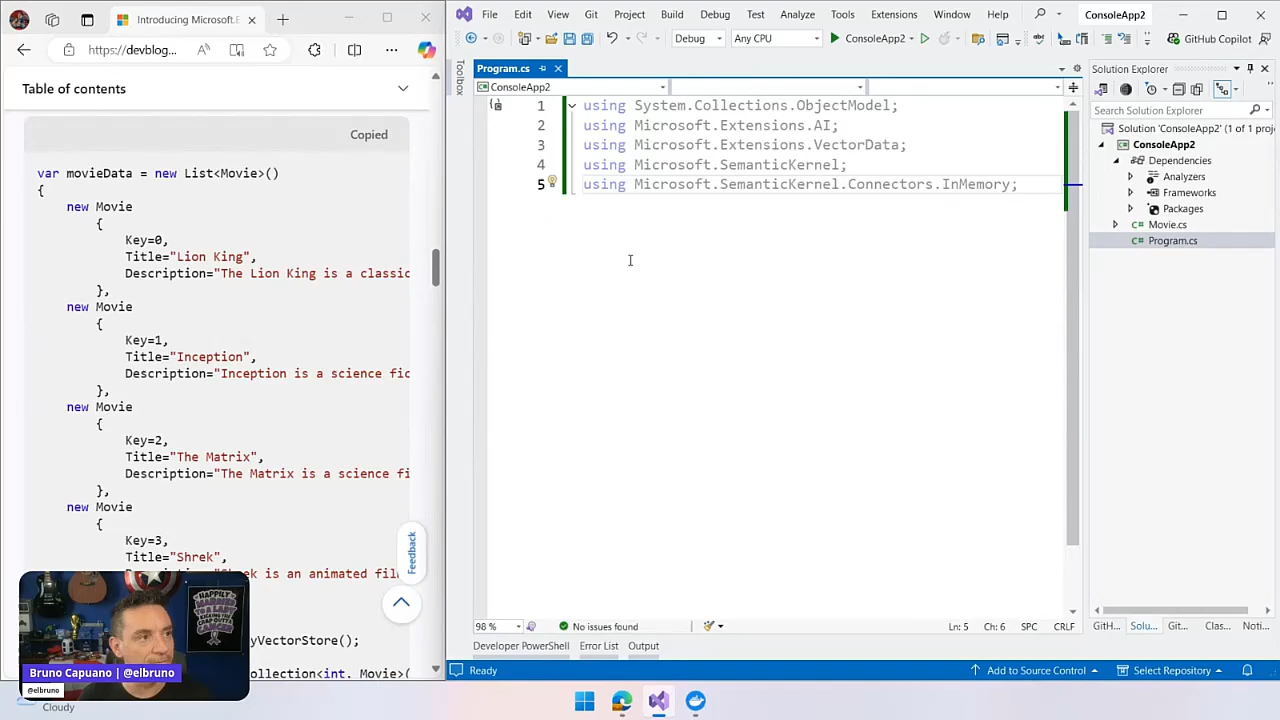 Introducing Microsoft.E
https://devblog...
Table of contents
Copied
var movieData = new List<Movie>()
{
new Movie
{
Key=0,
Title="Lion King",
Description="The Lion King is a classic
},
new Movie
{
Key=1,
Title="Inception",
Description="Inception is a science fic
},
new Movie
{
Key=2,
Title="The Matrix",
Description="The Matrix is a science fi
},
new Movie
{
Key=3,
Title="Shrek",
ek is an animated fil
yVectorStore();
ollection<int, Movie>(
Feedback
HAPPILY
Bruno Capuano | @elbruno
@elbruno
Cloudy
File Edit View Git Project Build Debug Test Analyze Tools Extensions Window Help
ConsoleApp2
Debug
Any CPU
ConsoleApp2
GitHub Copilot
Toolbox
Program.cs
ConsoleApp2
1 using System.Collections.ObjectModel;
2 using Microsoft.Extensions.AI;
3 using Microsoft.Extensions.VectorData;
4 using Microsoft.SemanticKernel;
5 using Microsoft.SemanticKernel.Connectors.InMemory;
98 %
No issues found
Ln: 5 Ch: 6 SPC CRLF
Developer PowerShell Error List Output
Ready
Add to Source Control
Select Repository
Solution Explorer
Search Solution Explorer
Solution 'ConsoleApp2' (1 of 1 proj
ConsoleApp2
Dependencies
Analyzers
Frameworks
Packages
Movie.cs
Program.cs
GitH... Solu... Git... Clas... Noti...